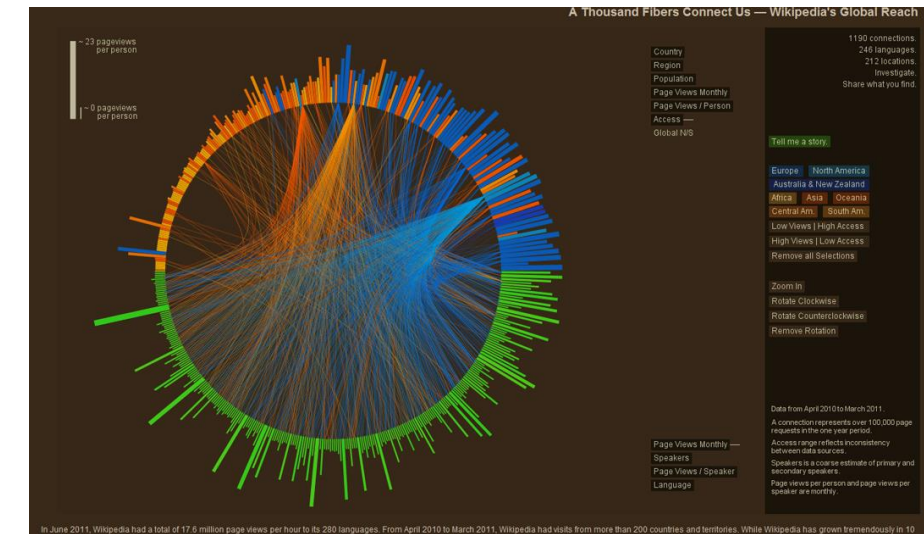 A Thousand Fibers Connect Us — Wikipedia's Global Reach
~ 23 pageviews
per person
~ 0 pageviews
per person
Country
Region
Population
Page Views Monthly
Page Views / Person
Access —
Global N/S
1190 connections.
246 languages.
212 locations.
Investigate.
Share what you find.
Tell me a story.
Europe North America
Australia & New Zealand
Africa Asia Oceania
Central Am. South Am.
Low Views | High Access
High Views | Low Access
Remove all Selections
Zoom In
Rotate Clockwise
Rotate Counterclockwise
Remove Rotation
Page Views Monthly —
Speakers
Page Views / Speaker
Language
Data from April 2010 to March 2011.
A connection represents over 100,000 page
requests in the one year period.
Access range reflects inconsistency
between data sources.
Speakers is a coarse estimate of primary and
secondary speakers.
Page views per person and page views per
speaker are monthly.
In June 2011, Wikipedia had a total of 17.6 million page views per hour to its 280 languages. From April 2010 to March 2011, Wikipedia had visits from more than 200 countries and territories. While Wikipedia has grown tremendously in 10